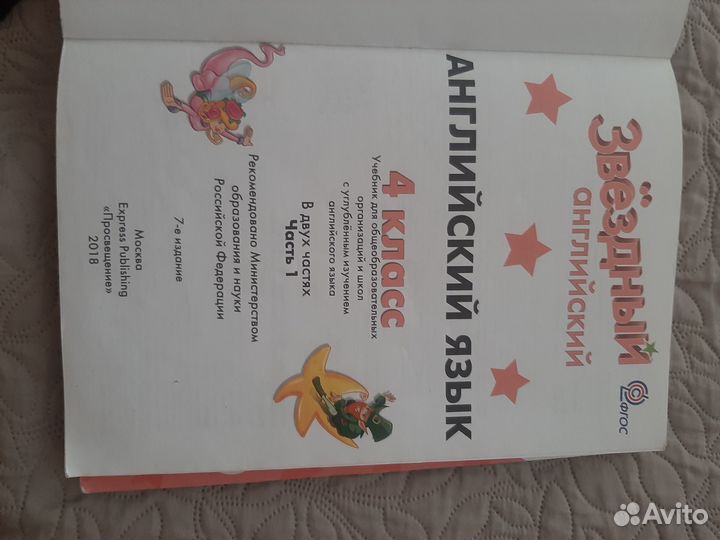 Звёздный
английский
ФГОС
АНГЛИЙСКИЙ ЯЗЫК
4 класс
Учебник для общеобразовательных
организаций и школ
с углублённым изучением
английского языка
В двух частях
Часть 1
Рекомендовано Министерством
образования и науки
Российской Федерации
7-е издание
Москва
Express Publishing
«Просвещение»
2018
Avito